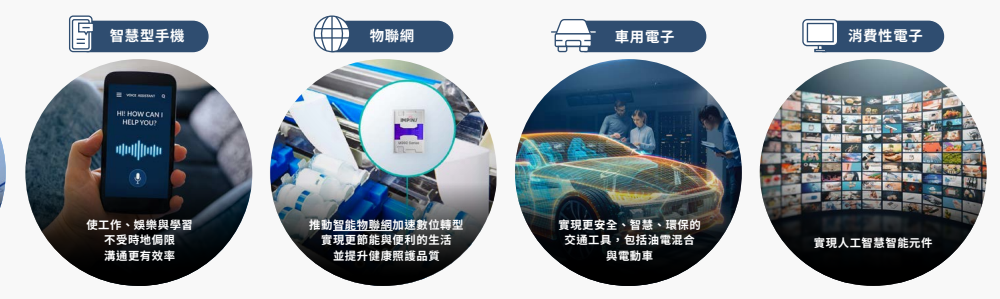 智慧型手機
物聯網
車用電子
消費性電子
VOICE ASSISTANT
HI! HOW CAN I
HELP YOU?
使工作、娛樂與學習
不受時地侷限
溝通更有效率
推動智能物聯網加速數位轉型
實現更節能與便利的生活
並提升健康照護品質
實現更安全、智慧、環保的
交通工具，包括油電混合
與電動車
實現人工智慧智能元件